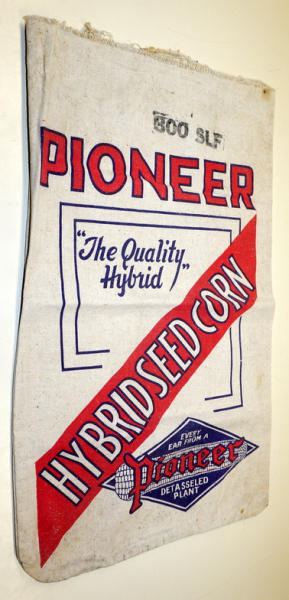 800 SLF
PIONEER
"The Quality
Hybrid"
HYBRID SEED CORN
EVERY
EAR FROM A
Pioneer
DETASSELED
PLANT